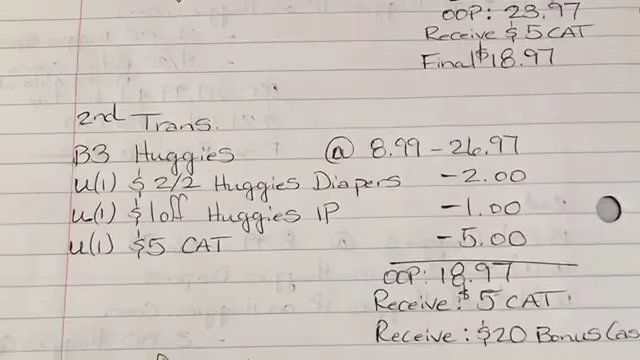 OOP: 23.97
Receive $5 CAT
Final $18.97
2nd Trans.
B3 Huggies @ 8.99 - 26.97
u(1) $2/2 Huggies Diapers -2.00
u(1) $1off Huggies IP -1.00
u(1) $5 CAT -5.00
OOP: 18.97
Receive: $5 CAT
Receive: $20 Bonus Cas